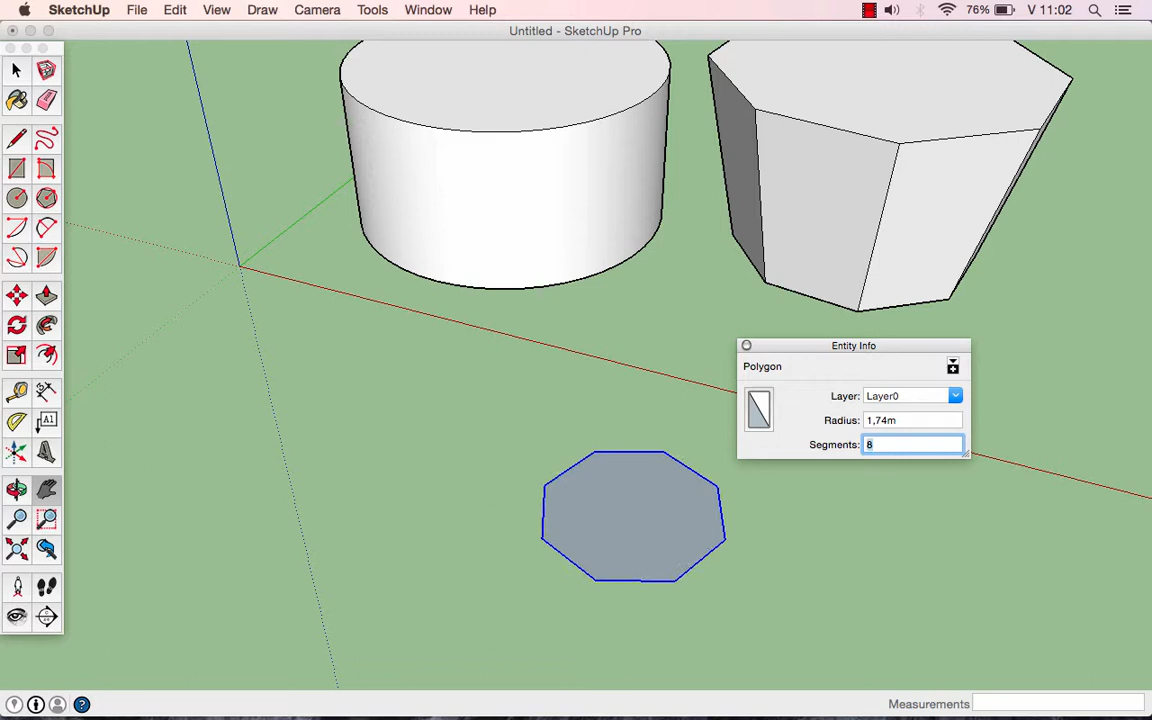 SketchUp File Edit View Draw Camera Tools Window Help 76% V 11:02
Untitled - SketchUp Pro
A1
Entity Info
Polygon
Layer: Layer0
Radius: 1,74m
Segments: 8
? Measurements